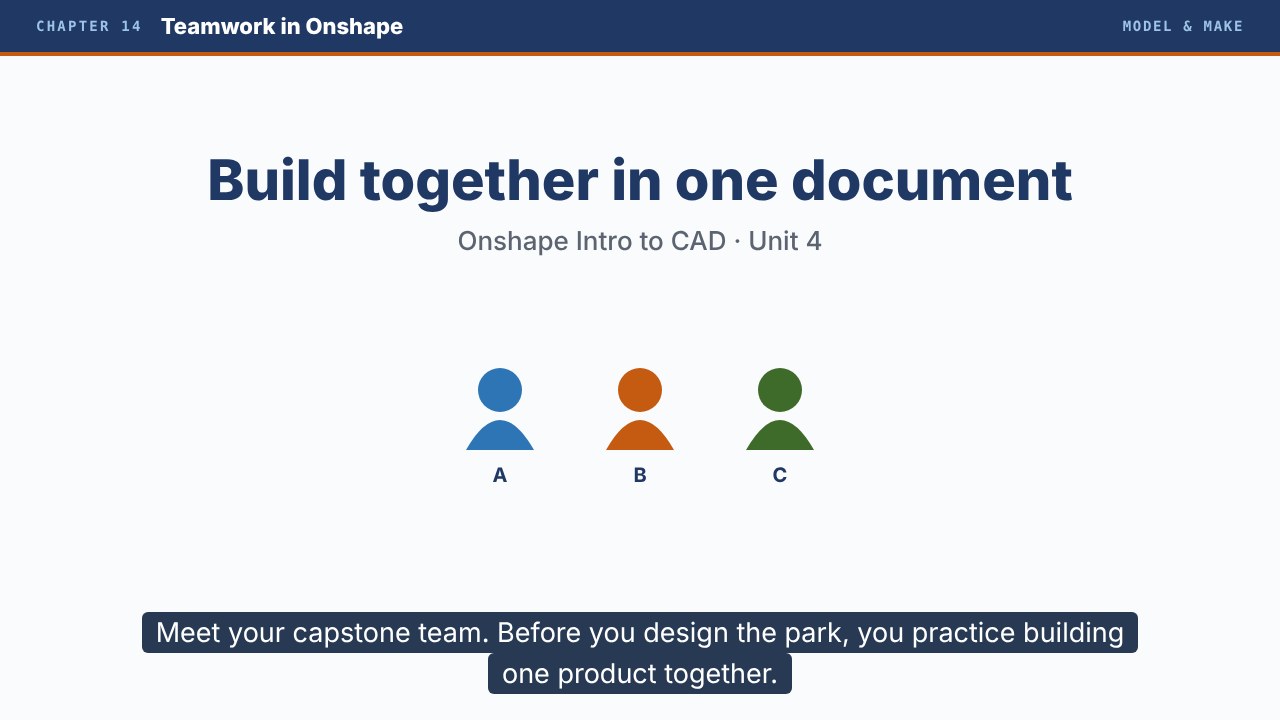 CHAPTER 14 Teamwork in Onshape MODEL & MAKE
Build together in one document
Onshape Intro to CAD · Unit 4
A B C
Meet your capstone team. Before you design the park, you practice building
one product together.